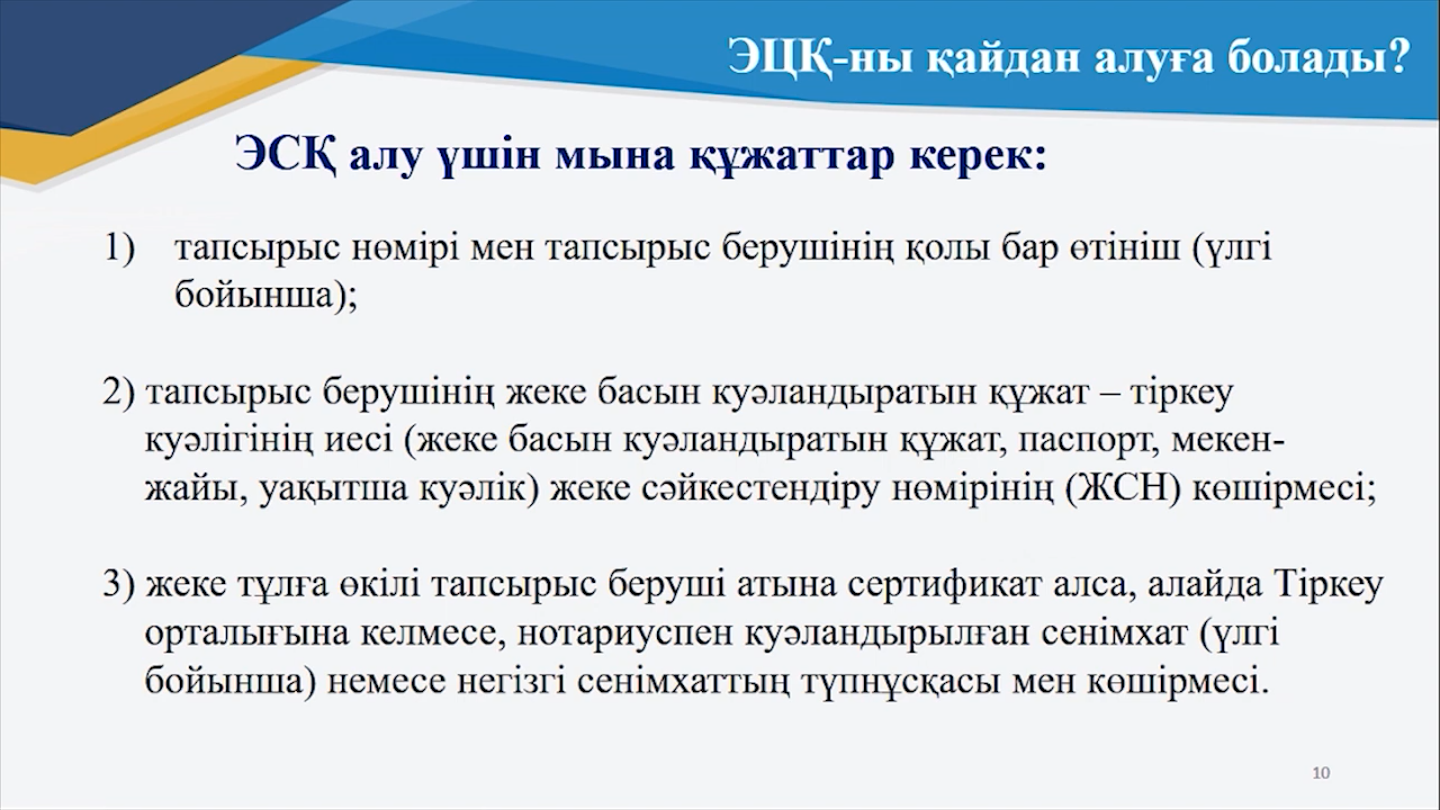 ЭЦҚ-ны қайдан алуға болады?
ЭСҚ алу үшін мына құжаттар керек:
1) тапсырыс нөмірі мен тапсырыс берушінің қолы бар өтініш (үлгі
бойынша);
2) тапсырыс берушінің жеке басын куәландыратын құжат – тіркеу
куәлігінің иесі (жеке басын куәландыратын құжат, паспорт, мекен-
жайы, уақытша куәлік) жеке сәйкестендіру нөмірінің (ЖСН) көшірмесі;
3) жеке тұлға өкілі тапсырыс беруші атына сертификат алса, алайда Тіркеу
орталығына келмесе, нотариуспен куәландырылған сенімхат (үлгі
бойынша) немесе негізгі сенімхаттың түпнұсқасы мен көшірмесі.
10